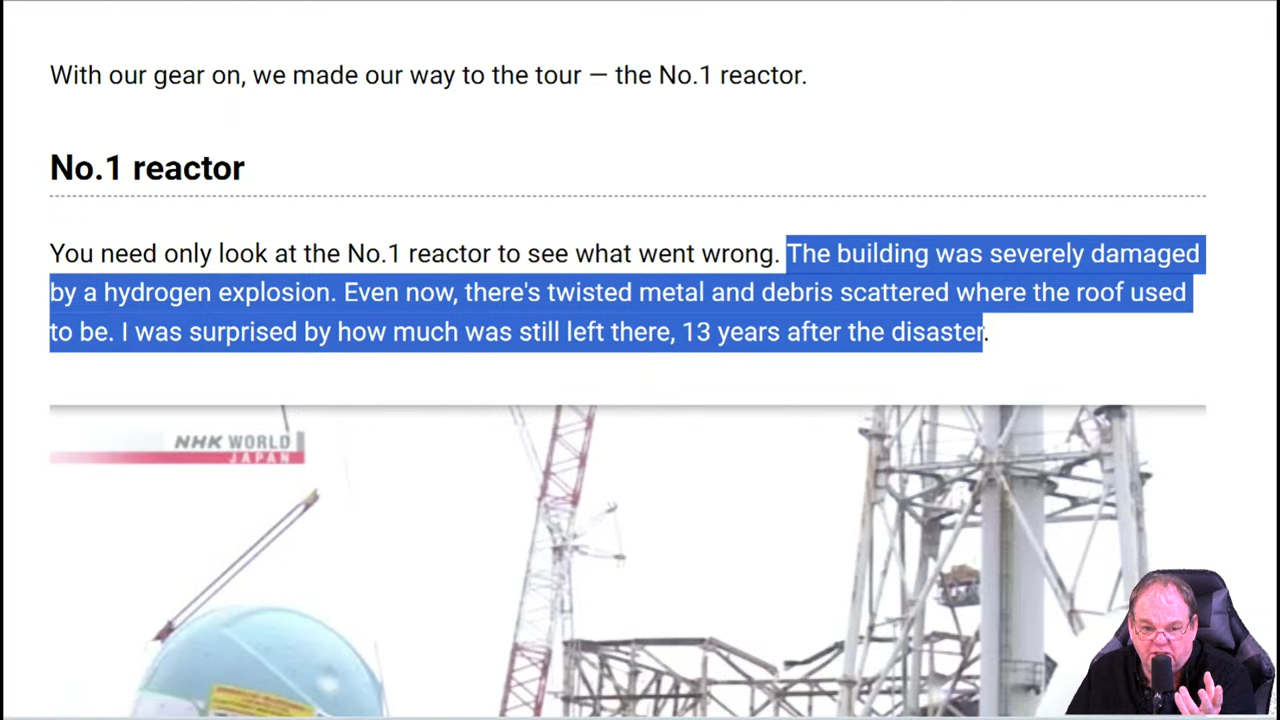 With our gear on, we made our way to the tour — the No.1 reactor.
No.1 reactor
You need only look at the No.1 reactor to see what went wrong. The building was severely damaged
by a hydrogen explosion. Even now, there's twisted metal and debris scattered where the roof used
to be. I was surprised by how much was still left there, 13 years after the disaster.
NHK WORLD
JAPAN